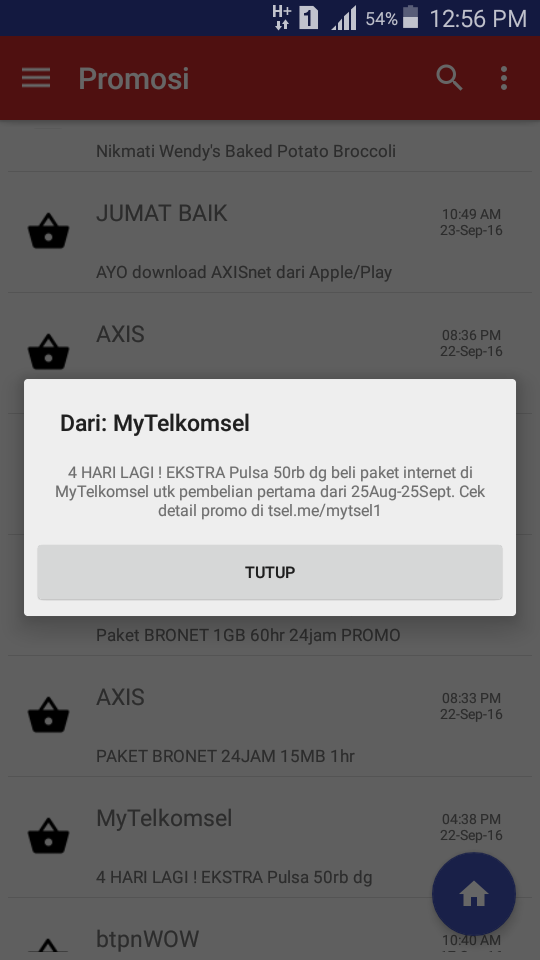 H+ 1 54% 12:56 PM
Promosi
Nikmati Wendy's Baked Potato Broccoli
JUMAT BAIK
10:49 AM
23-Sep-16
AYO download AXISnet dari Apple/Play
AXIS
08:36 PM
22-Sep-16
Dari: MyTelkomsel
4 HARI LAGI ! EKSTRA Pulsa 50rb dg beli paket internet di
MyTelkomsel utk pembelian pertama dari 25Aug-25Sept. Cek
detail promo di tsel.me/mytsel1
TUTUP
Paket BRONET 1GB 60hr 24jam PROMO
AXIS
08:33 PM
22-Sep-16
PAKET BRONET 24JAM 15MB 1hr
MyTelkomsel
04:38 PM
22-Sep-16
4 HARI LAGI ! EKSTRA Pulsa 50rb dg
btpnWOW
10:40 AM